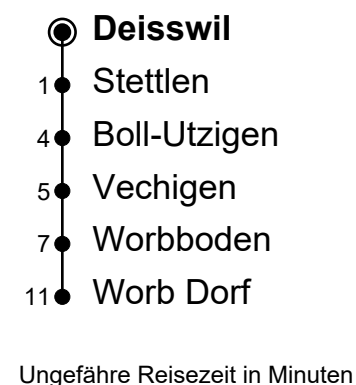 Deisswil
1 Stettlen
4 Boll-Utzigen
5 Vechigen
7 Worbboden
11 Worb Dorf
Ungefähre Reisezeit in Minuten